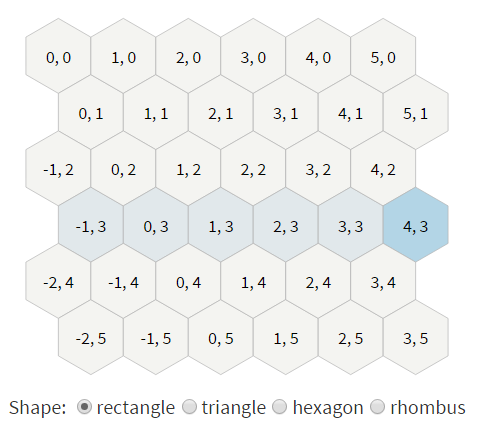 0, 0 1, 0 2, 0 3, 0 4, 0 5, 0
0, 1 1, 1 2, 1 3, 1 4, 1 5, 1
-1, 2 0, 2 1, 2 2, 2 3, 2 4, 2
-1, 3 0, 3 1, 3 2, 3 3, 3 4, 3
-2, 4 -1, 4 0, 4 1, 4 2, 4 3, 4
-2, 5 -1, 5 0, 5 1, 5 2, 5 3, 5
Shape: rectangle triangle hexagon rhombus